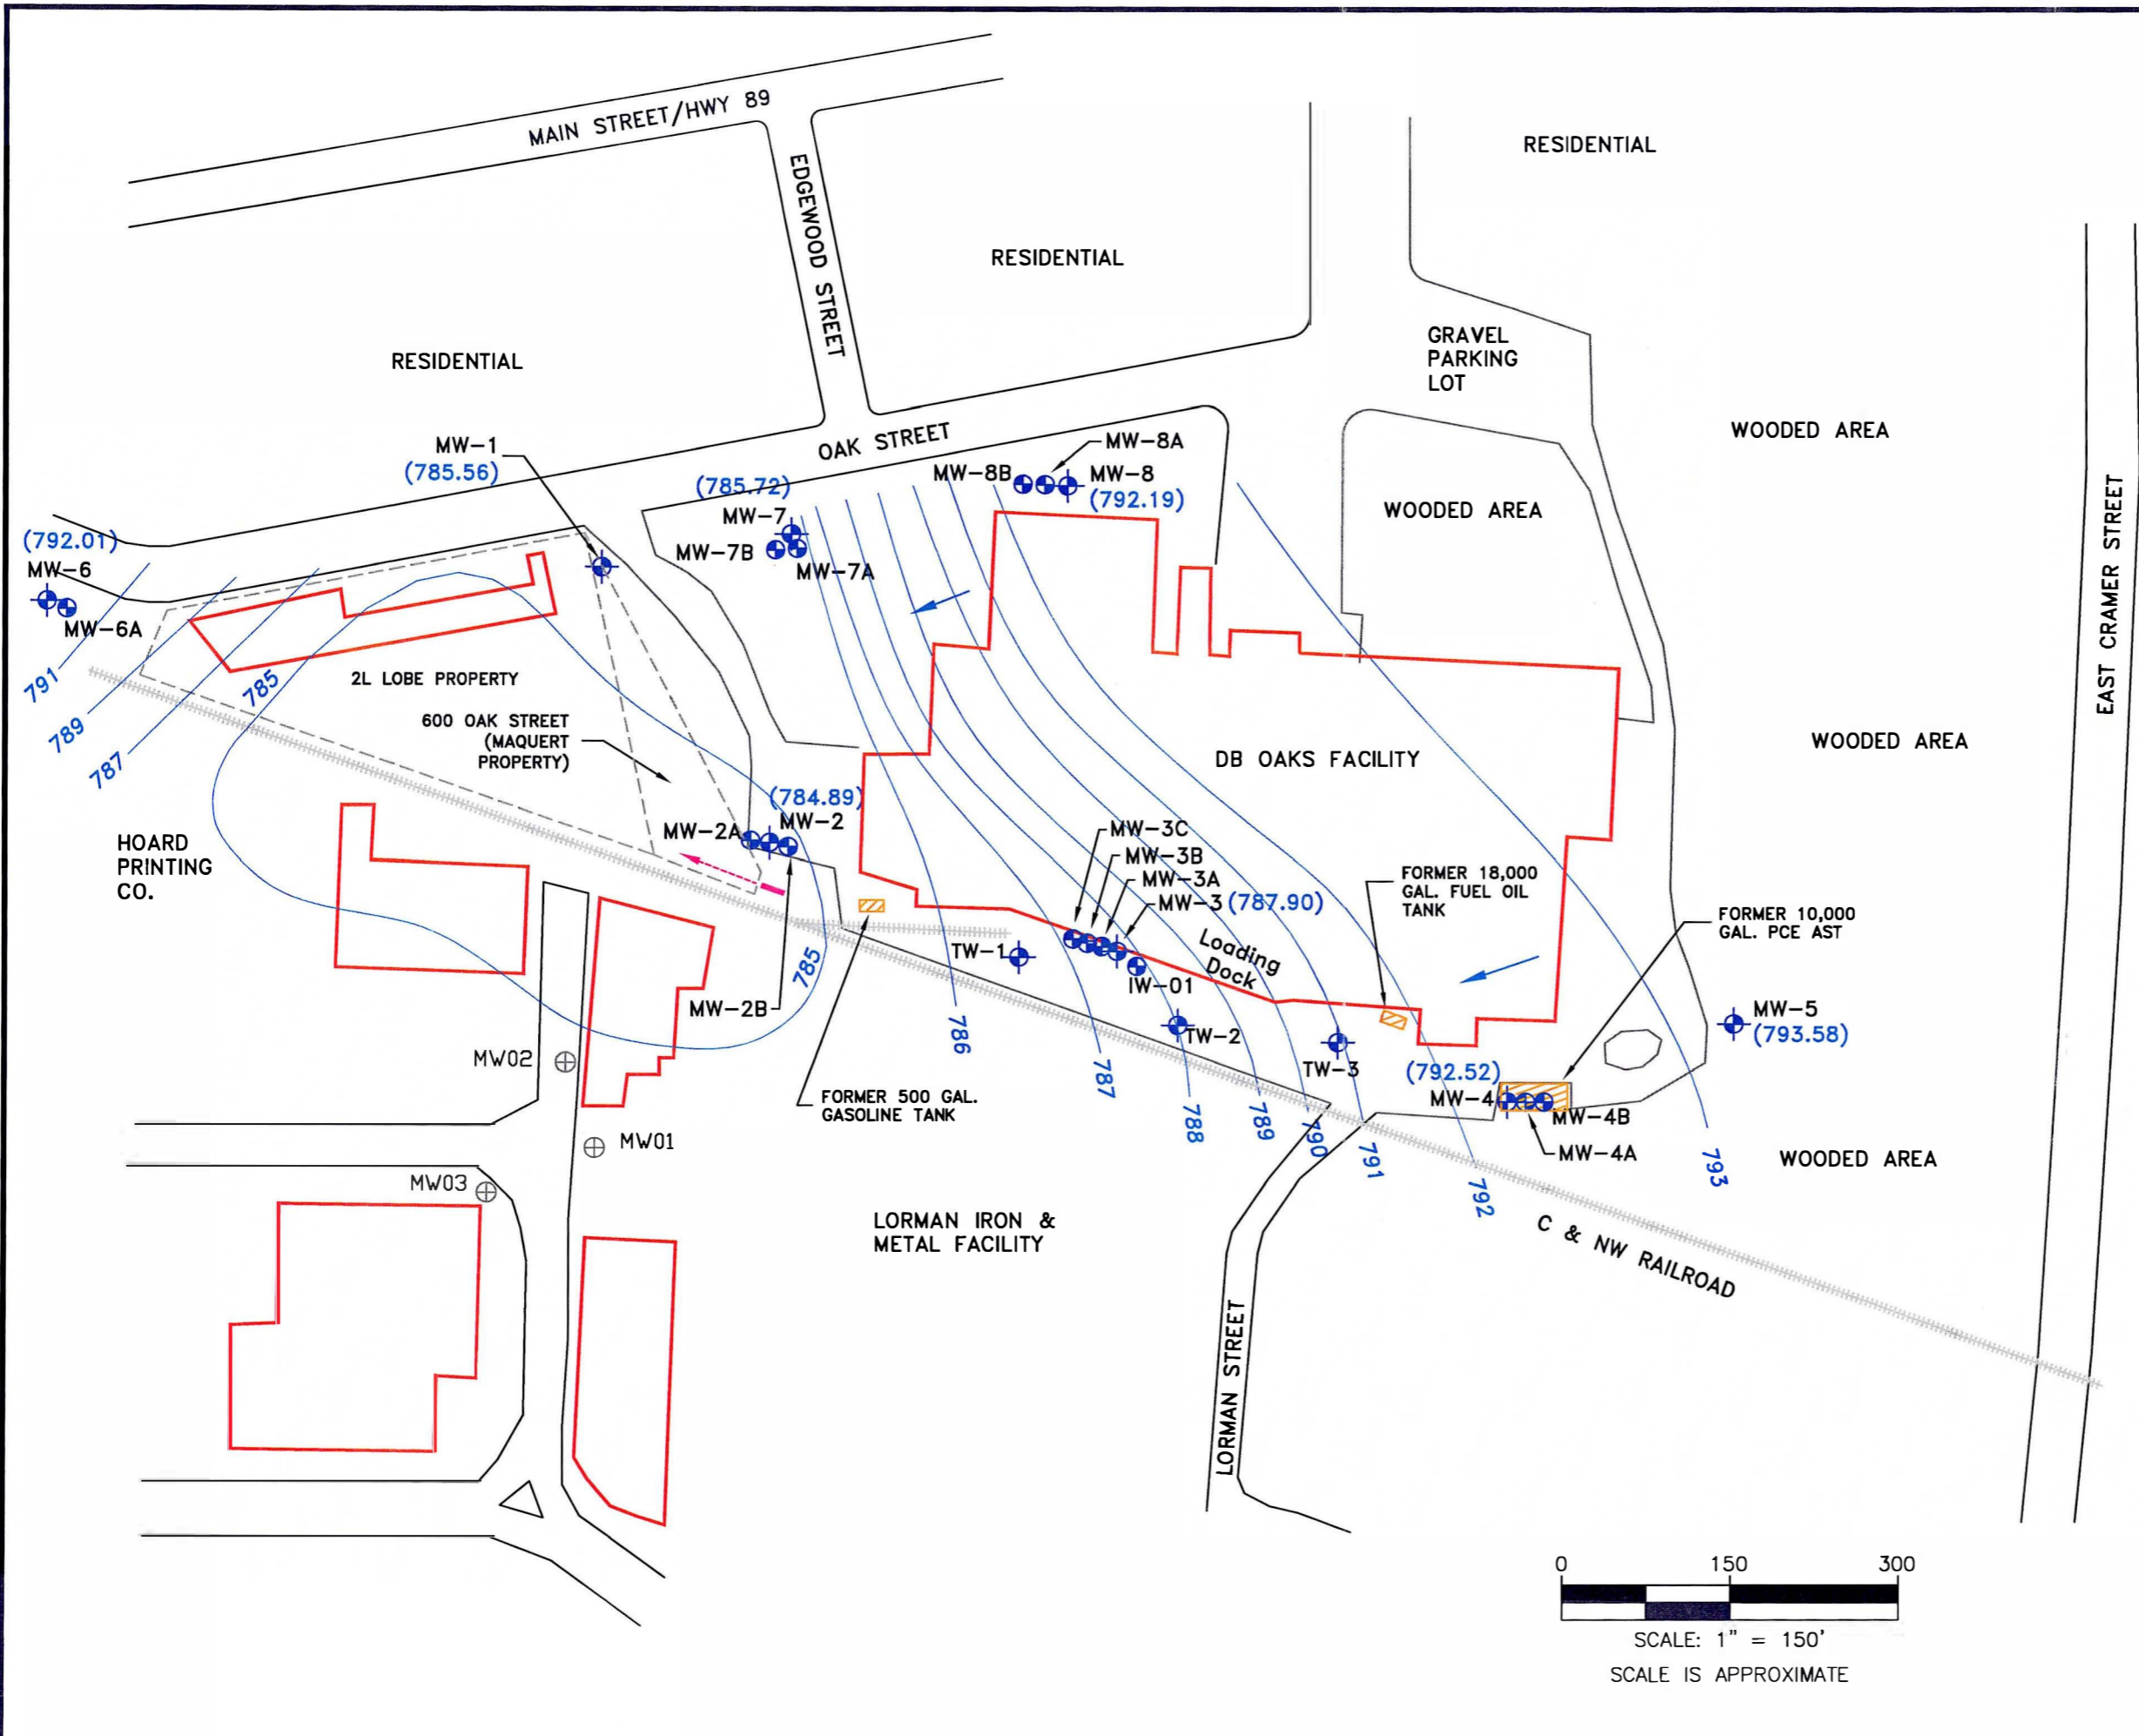 MAIN STREET/HWY 89
EDGEWOOD STREET
RESIDENTIAL
RESIDENTIAL
RESIDENTIAL
GRAVEL
PARKING
LOT
WOODED AREA
OAK STREET
MW-1
(785.56)
(785.72)
MW-7
MW-7B
MW-7A
MW-8B
MW-8A
MW-8
(792.19)
WOODED AREA
EAST CRAMER STREET
(792.01)
MW-6
MW-6A
791
789
787
785
2L LOBE PROPERTY
600 OAK STREET
(MAQUERT
PROPERTY)
DB OAKS FACILITY
WOODED AREA
(784.89)
MW-2A
MW-2
HOARD
PRINTING
CO.
MW-3C
MW-3B
MW-3A
MW-3 (787.90)
FORMER 18,000
GAL. FUEL OIL
TANK
FORMER 10,000
GAL. PCE AST
TW-1
Loading
Dock
IW-01
785
MW-2B
TW-2
TW-3
MW-5
(793.58)
(792.52)
MW-4
MW-4B
MW-4A
MW02
FORMER 500 GAL.
GASOLINE TANK
786
787
788
789
790
791
792
793
WOODED AREA
MW01
MW03
LORMAN IRON &
METAL FACILITY
C & NW RAILROAD
LORMAN STREET
0 150 300
SCALE: 1" = 150'
SCALE IS APPROXIMATE